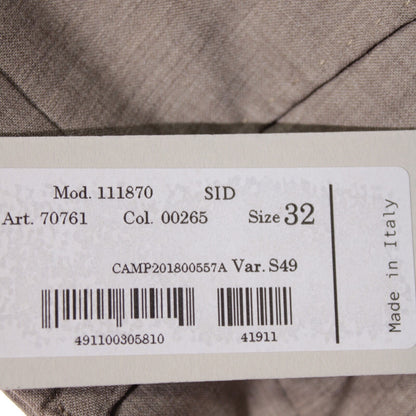 Mod. 111870 SID
Art. 70761 Col. 00265 Size 32
CAMP201800557A Var. S49
491100305810 41911
Made in Italy